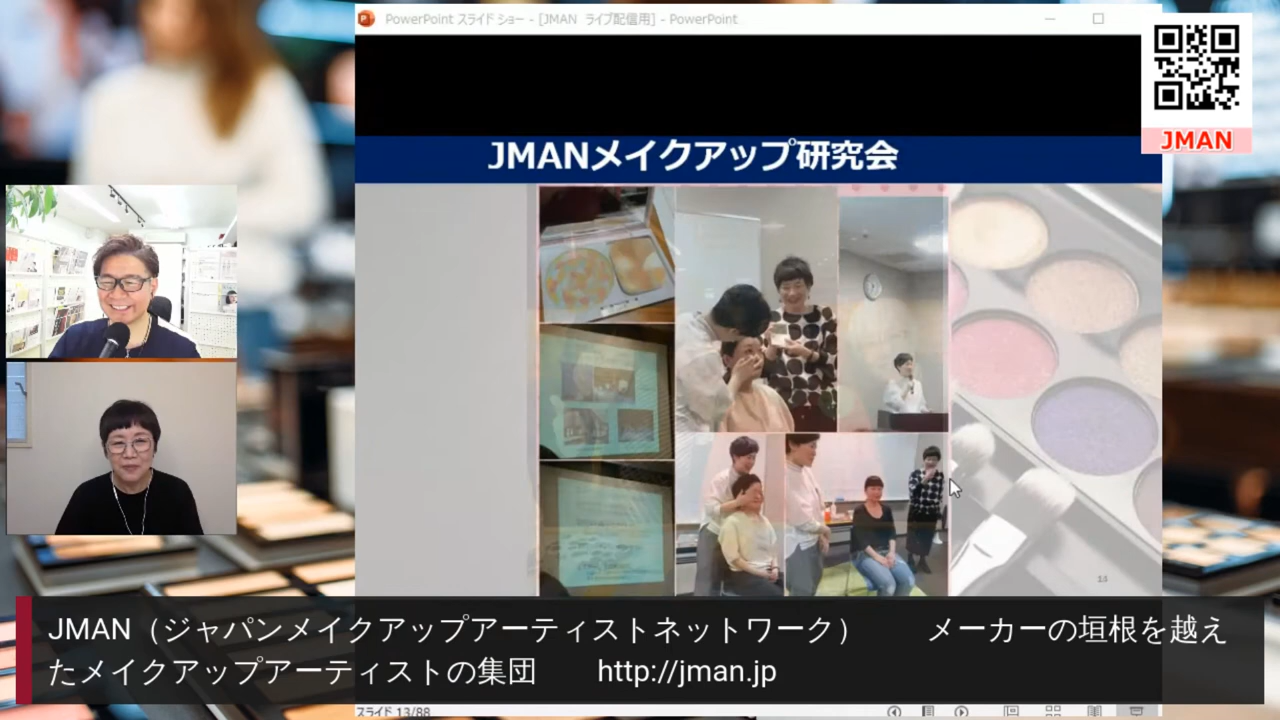 PowerPoint スライド ショー - [JMAN ライブ配信用] - PowerPoint
JMAN
JMANメイクアップ研究会
14
JMAN（ジャパンメイクアップアーティストネットワーク）　　メーカーの垣根を越え
たメイクアップアーティストの集団　　http://jman.jp
スライド 13/88